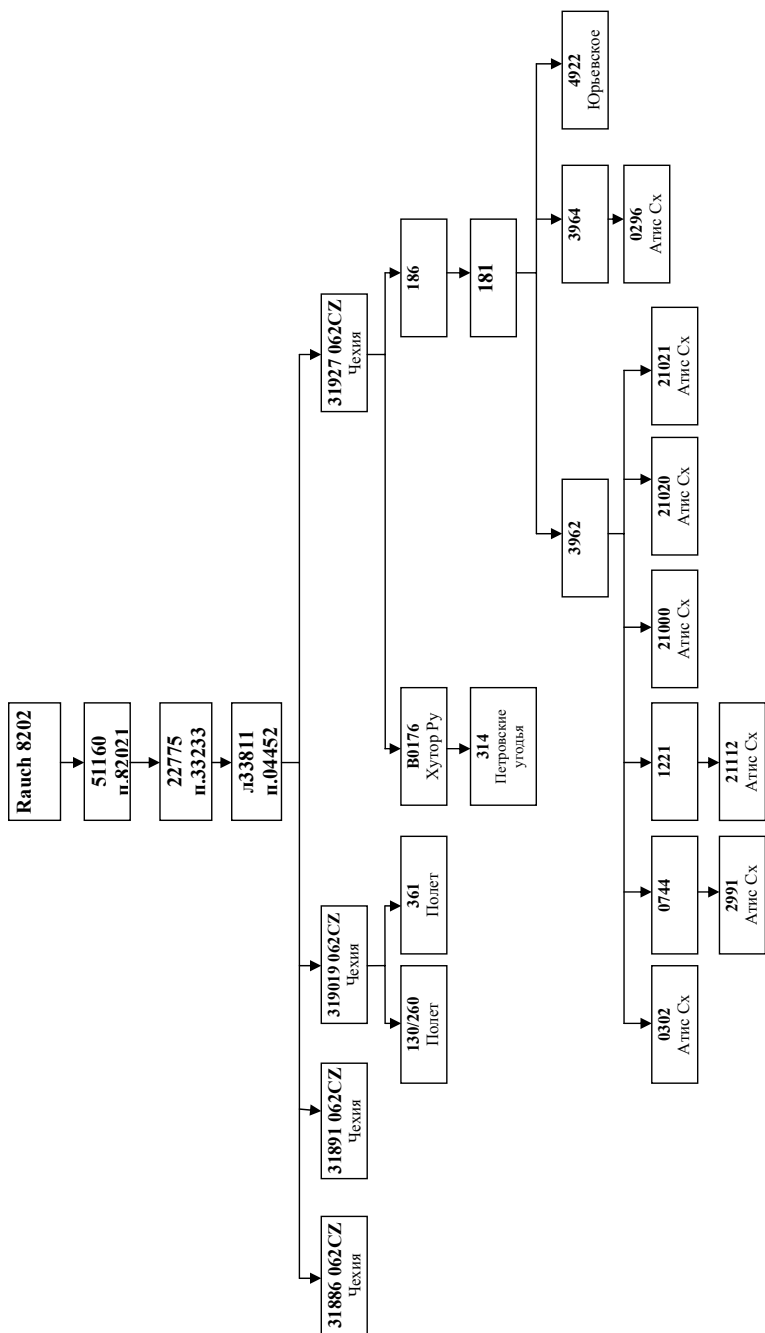 Rauch 8202
51160
п.82021
22775
п.33233
л33811
п.04452
31886 062CZ
Чехия
31891 062CZ
Чехия
319019 062CZ
Чехия
31927 062CZ
Чехия
130/260
Полет
361
Полет
В0176
Хутор Ру
186
314
Петровские
угодья
181
3962
3964
4922
Юрьевское
0296
Атис Сх
0302
Атис Сх
0744
1221
21000
Атис Сх
21020
Атис Сх
21021
Атис Сх
2991
Атис Сх
21112
Атис Сх